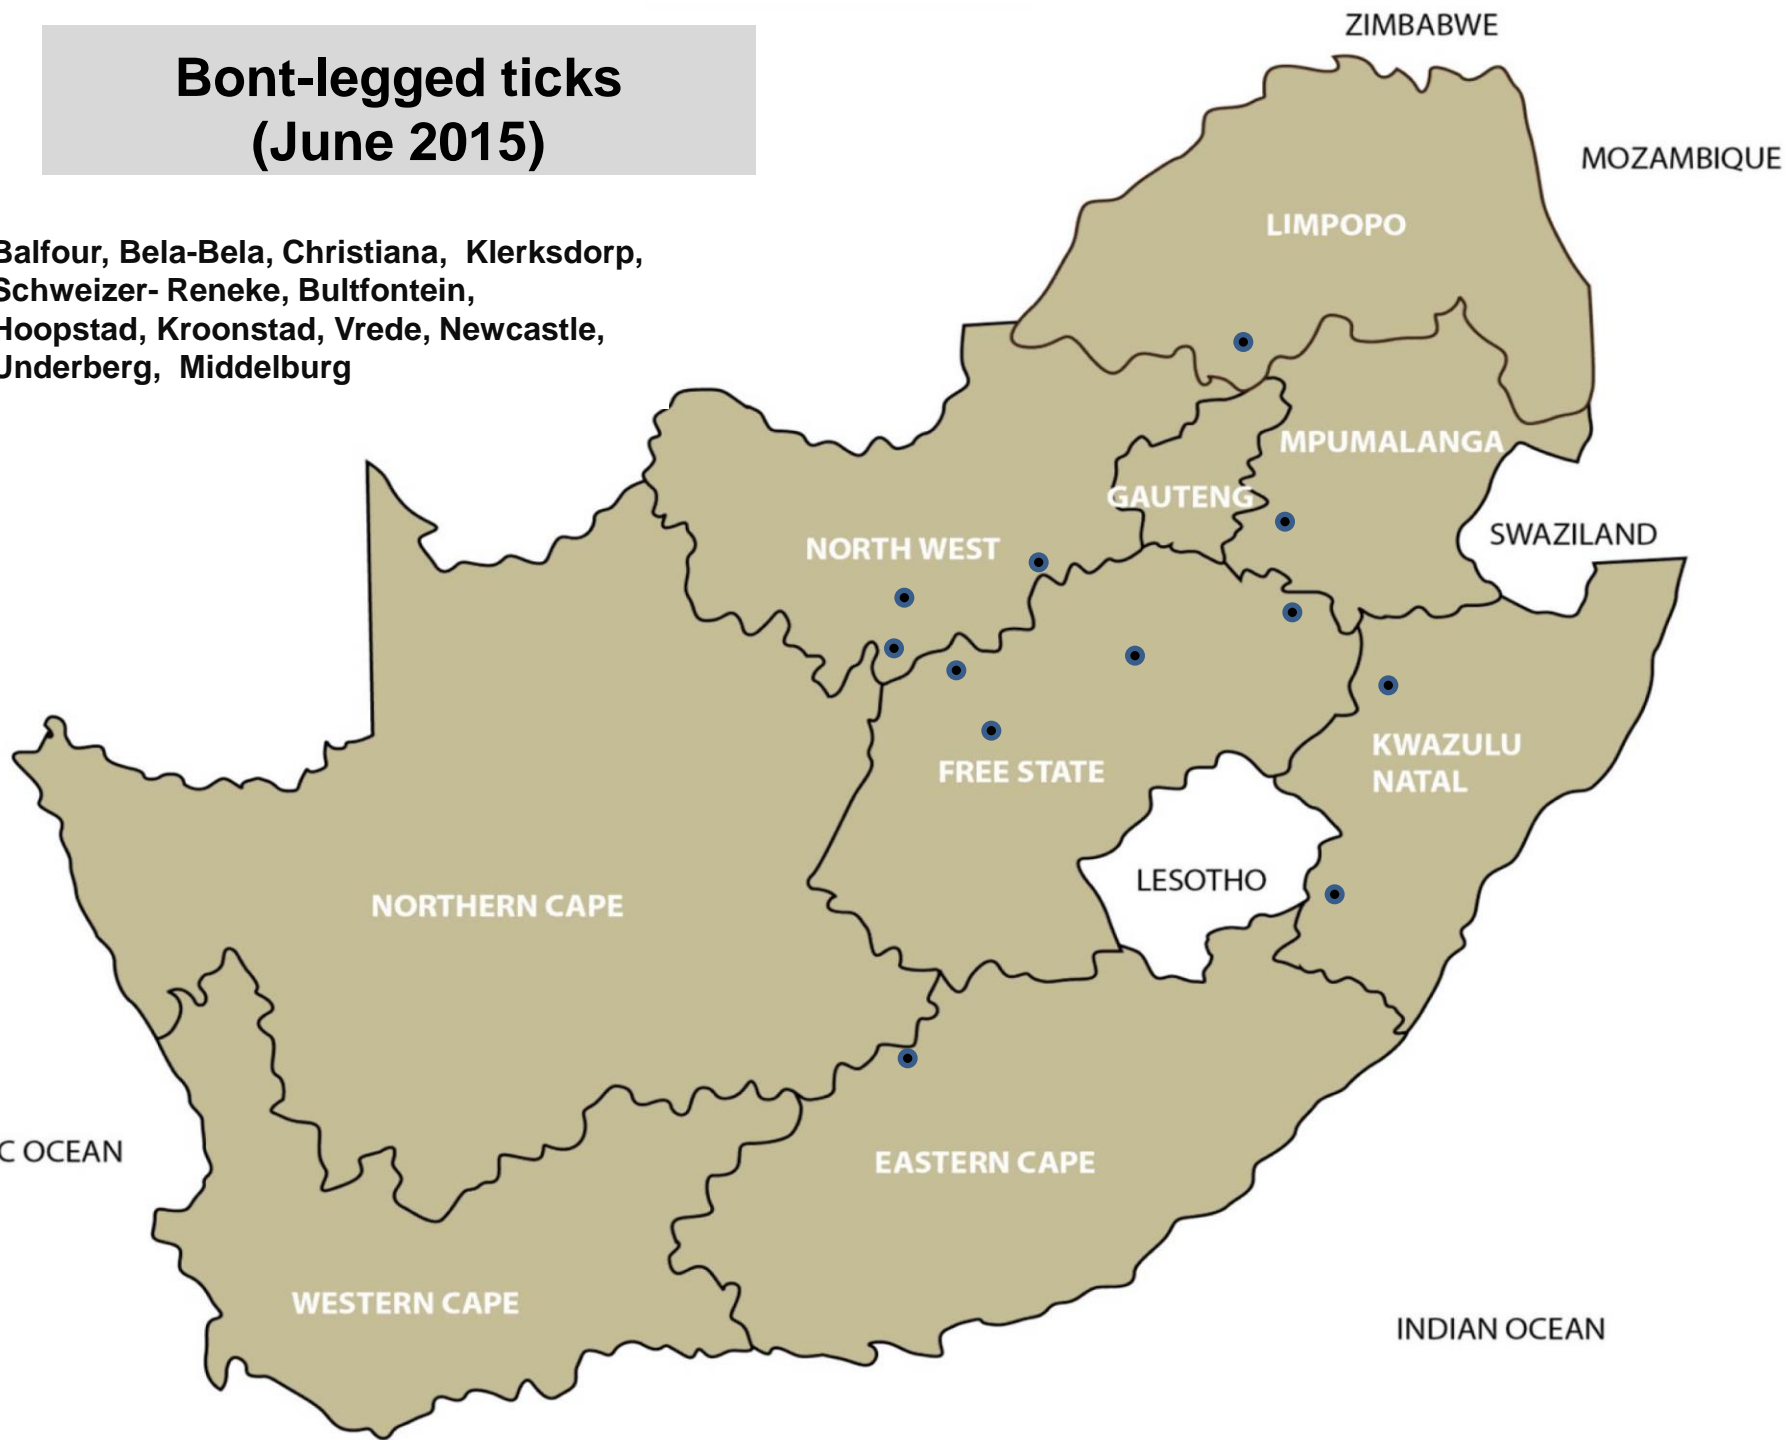 Bont-legged ticks
(June 2015)
Balfour, Bela-Bela, Christiana, Klerksdorp,
Schweizer- Reneke, Bultfontein,
Hoopstad, Kroonstad, Vrede, Newcastle,
Underberg, Middelburg
ZIMBABWE
MOZAMBIQUE
LIMPOPO
MPUMALANGA
GAUTENG
SWAZILAND
NORTH WEST
KWAZULU
NATAL
FREE STATE
LESOTHO
NORTHERN CAPE
C OCEAN
EASTERN CAPE
WESTERN CAPE
INDIAN OCEAN